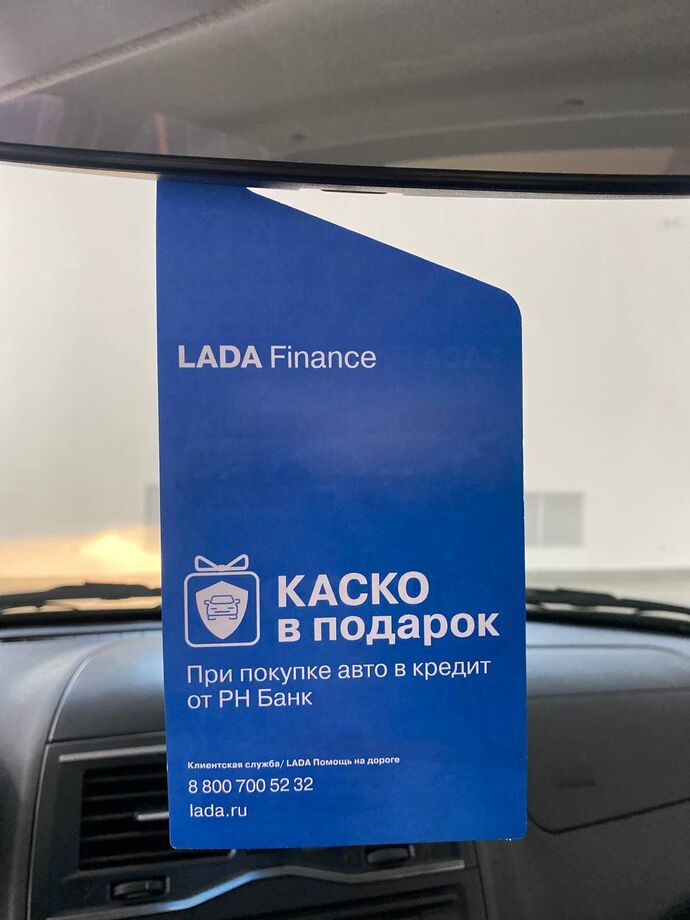 LADA Finance
КАСКО
в подарок
При покупке авто в кредит
от РН Банк
Клиентская служба/ LADA Помощь на дороге
8 800 700 52 32
lada.ru